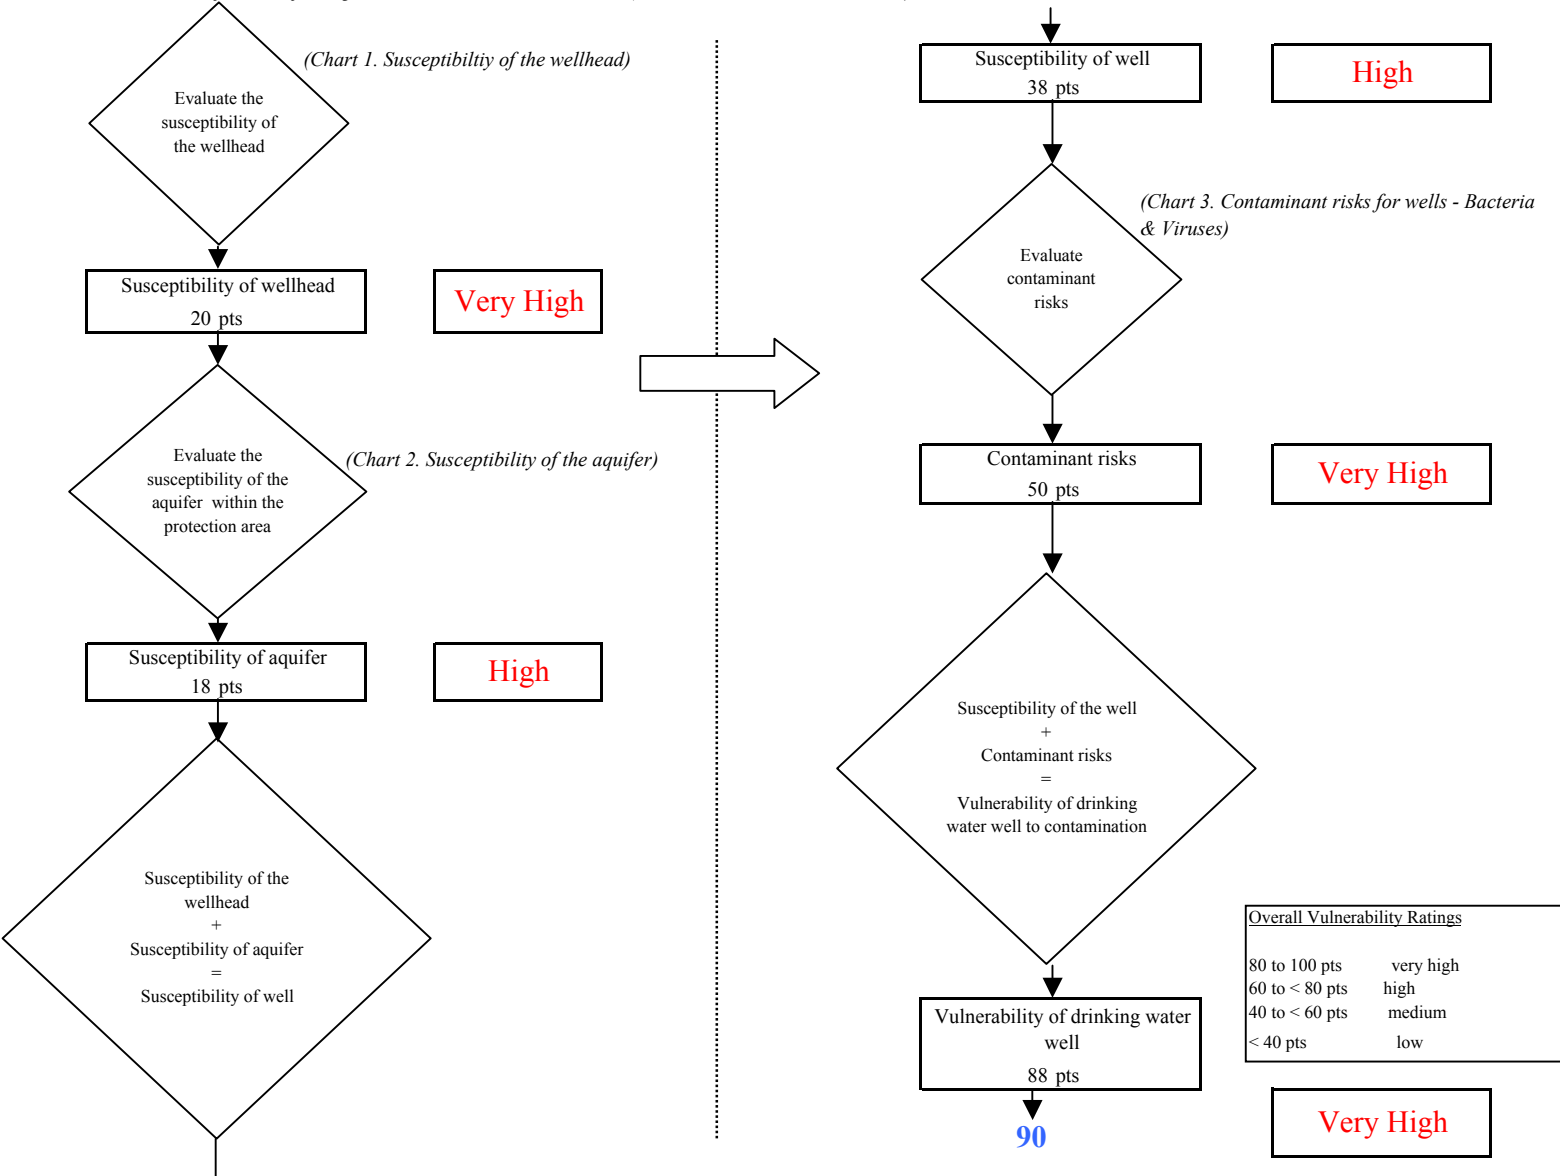 (Chart 1. Susceptibiltiy of the wellhead)
Evaluate the
susceptibility of
the wellhead
Susceptibility of wellhead
20 pts
Very High
(Chart 2. Susceptibility of the aquifer)
Evaluate the
susceptibility of the
aquifer within the
protection area
Susceptibility of aquifer
18 pts
High
Susceptibility of the
wellhead
+
Susceptibility of aquifer
=
Susceptibility of well
Susceptibility of well
38 pts
High
(Chart 3. Contaminant risks for wells - Bacteria
& Viruses)
Evaluate
contaminant
risks
Contaminant risks
50 pts
Very High
Susceptibility of the well
+
Contaminant risks
=
Vulnerability of drinking
water well to contamination
Overall Vulnerability Ratings
80 to 100 pts very high
60 to < 80 pts high
40 to < 60 pts medium
< 40 pts low
Vulnerability of drinking water
well
88 pts
90
Very High